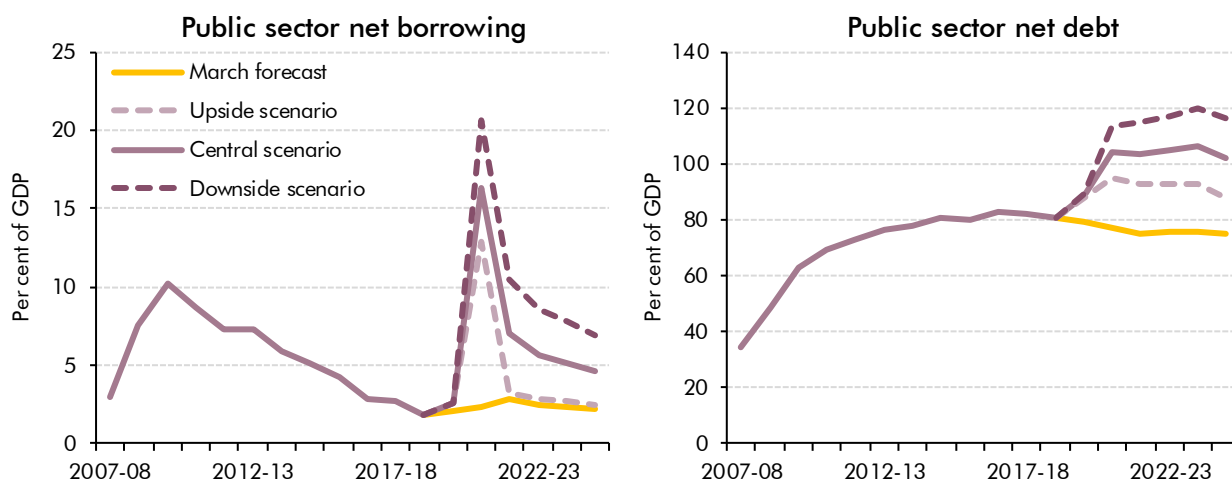 Public sector net borrowing
Per cent of GDP
25
20
15
10
5
0
March forecast
Upside scenario
Central scenario
Downside scenario
2007-08 2012-13 2017-18 2022-23
Public sector net debt
Per cent of GDP
140
120
100
80
60
40
20
0
2007-08 2012-13 2017-18 2022-23